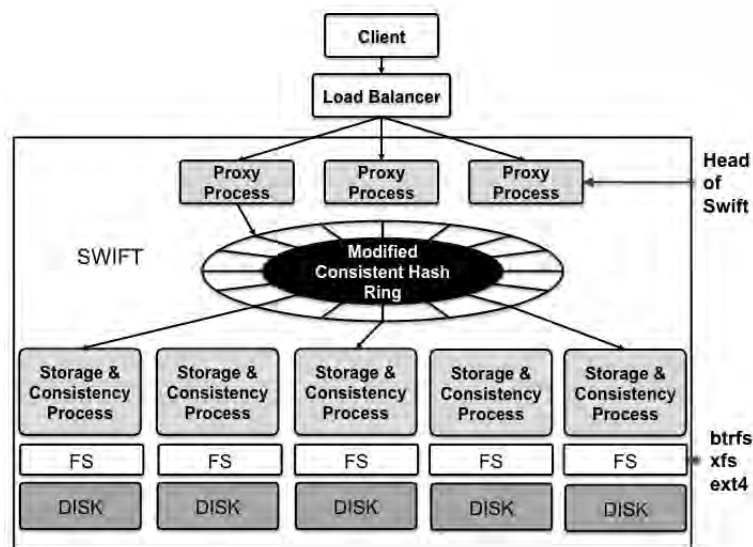 Client
Load Balancer
Proxy
Process
Proxy
Process
Proxy
Process
Head
of
Swift
SWIFT
Modified
Consistent Hash
Ring
Storage &
Consistency
Process
Storage &
Consistency
Process
Storage &
Consistency
Process
Storage &
Consistency
Process
Storage &
Consistency
Process
FS
FS
FS
FS
FS
btrfs
xfs
ext4
DISK
DISK
DISK
DISK
DISK